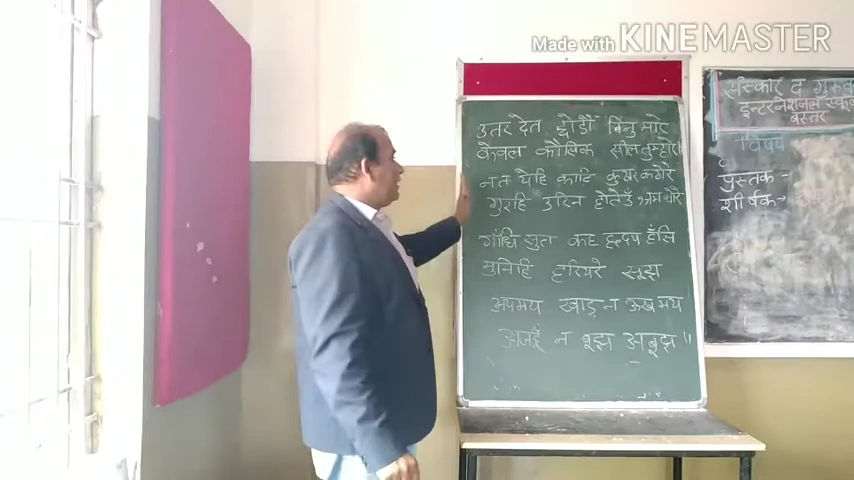 Made with KINEMASTER
उतर देत छोडौं बिनु मारे
केवल कौसिक सील तुम्हारे
नत येहि काटि कुठार कठोरे
गुरहि उरिन होतेउँ श्रम थोरे
गाँधि सुत कह हृदय हँसि
मुनिहि हरियरे सूझ
अयमय खाड़ न ऊखमय
अजहुँ न बूझ अबूझ॥
संस्कार द गुरुकुल
इन्टरनेशनल स्कूल
बस्तर
विषय
पुस्तक -
शीर्षक -